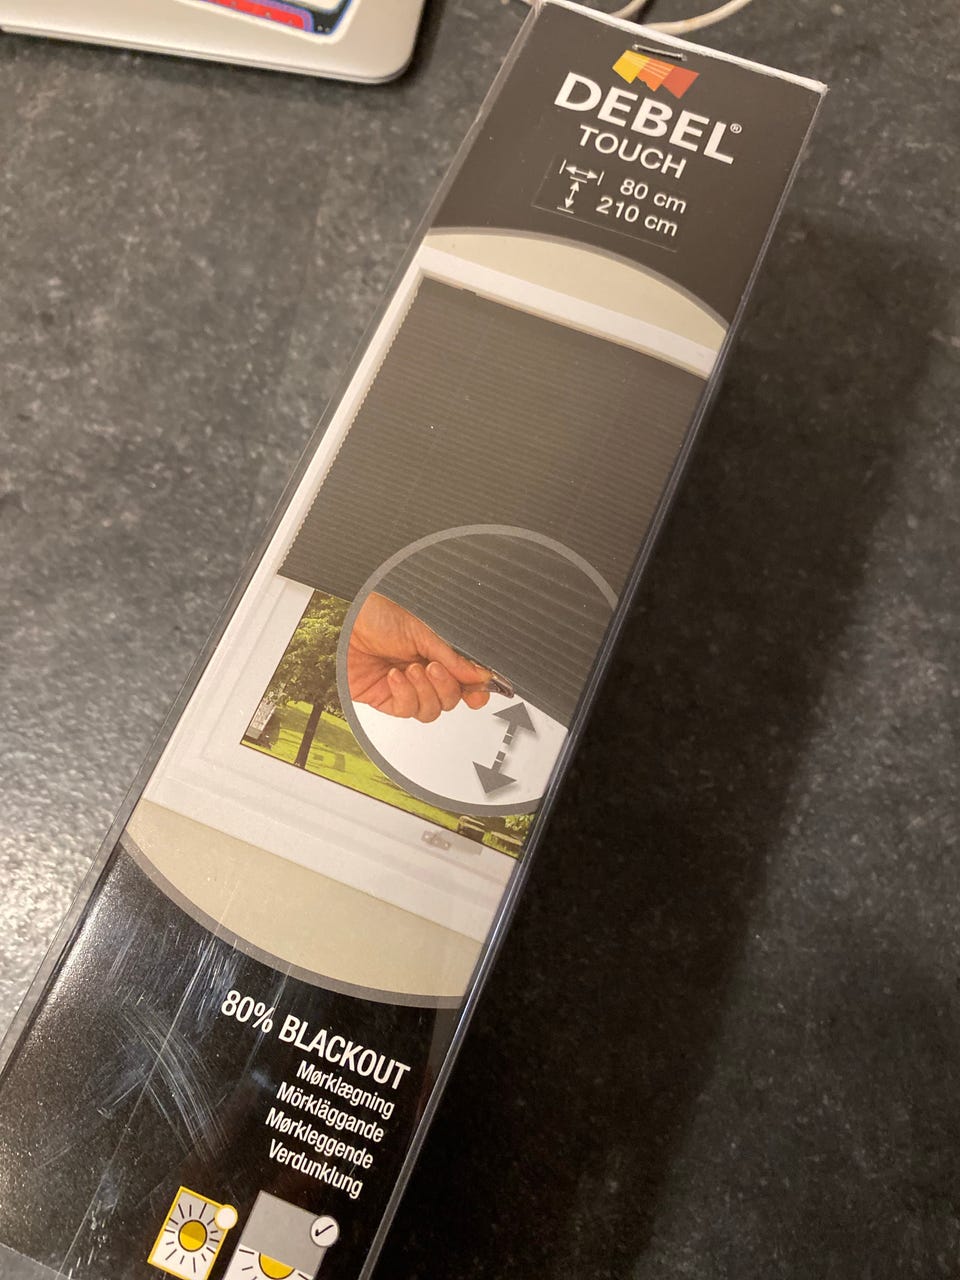 DEBEL®
TOUCH
80 cm
210 cm
80% BLACKOUT
Mørklægning
Mörkläggande
Mørkleggende
Verdunklung